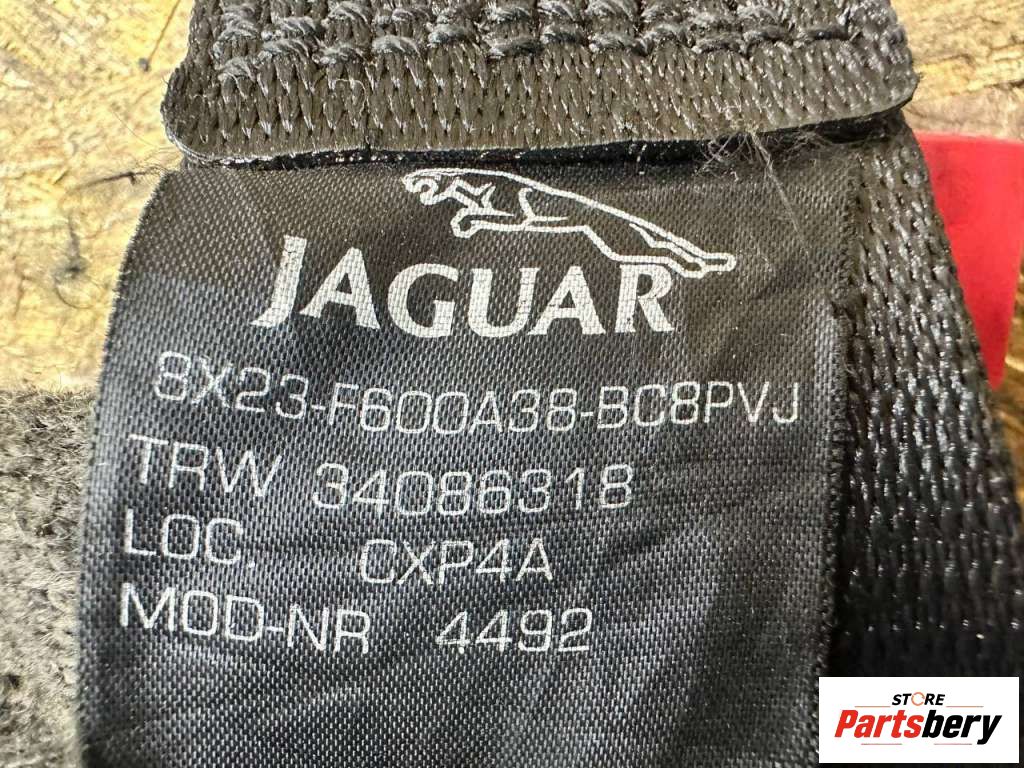 JAGUAR
8X23-F600A38-BC8PVJ
TRW 34086318
LOC. CXP4A
MOD-NR 4492
STORE
Partsbery